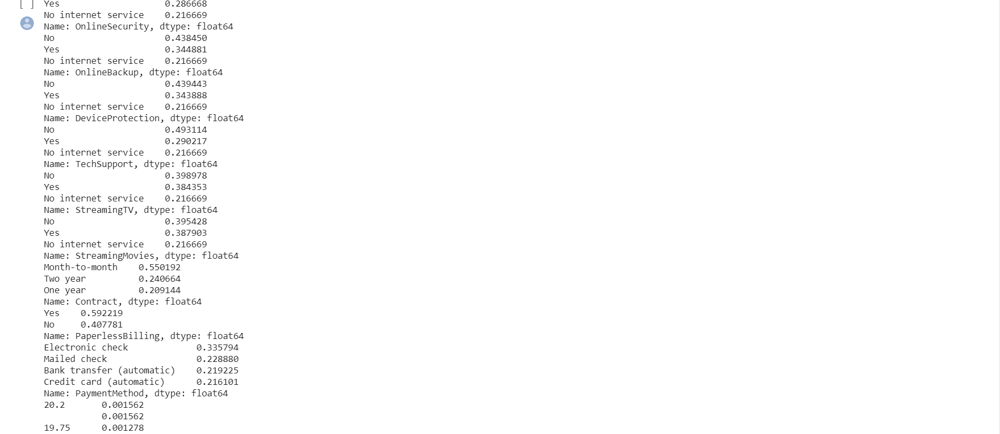 [ ] Yes                    0.286668
No internet service    0.216669
Name: OnlineSecurity, dtype: float64
No                     0.438450
Yes                    0.344881
No internet service    0.216669
Name: OnlineBackup, dtype: float64
No                     0.439443
Yes                    0.343888
No internet service    0.216669
Name: DeviceProtection, dtype: float64
No                     0.493114
Yes                    0.290217
No internet service    0.216669
Name: TechSupport, dtype: float64
No                     0.398978
Yes                    0.384353
No internet service    0.216669
Name: StreamingTV, dtype: float64
No                     0.395428
Yes                    0.387903
No internet service    0.216669
Name: StreamingMovies, dtype: float64
Month-to-month    0.550192
Two year          0.240664
One year          0.209144
Name: Contract, dtype: float64
Yes    0.592219
No     0.407781
Name: PaperlessBilling, dtype: float64
Electronic check             0.335794
Mailed check                 0.228880
Bank transfer (automatic)    0.219225
Credit card (automatic)      0.216101
Name: PaymentMethod, dtype: float64
20.2       0.001562
           0.001562
19.75      0.001278